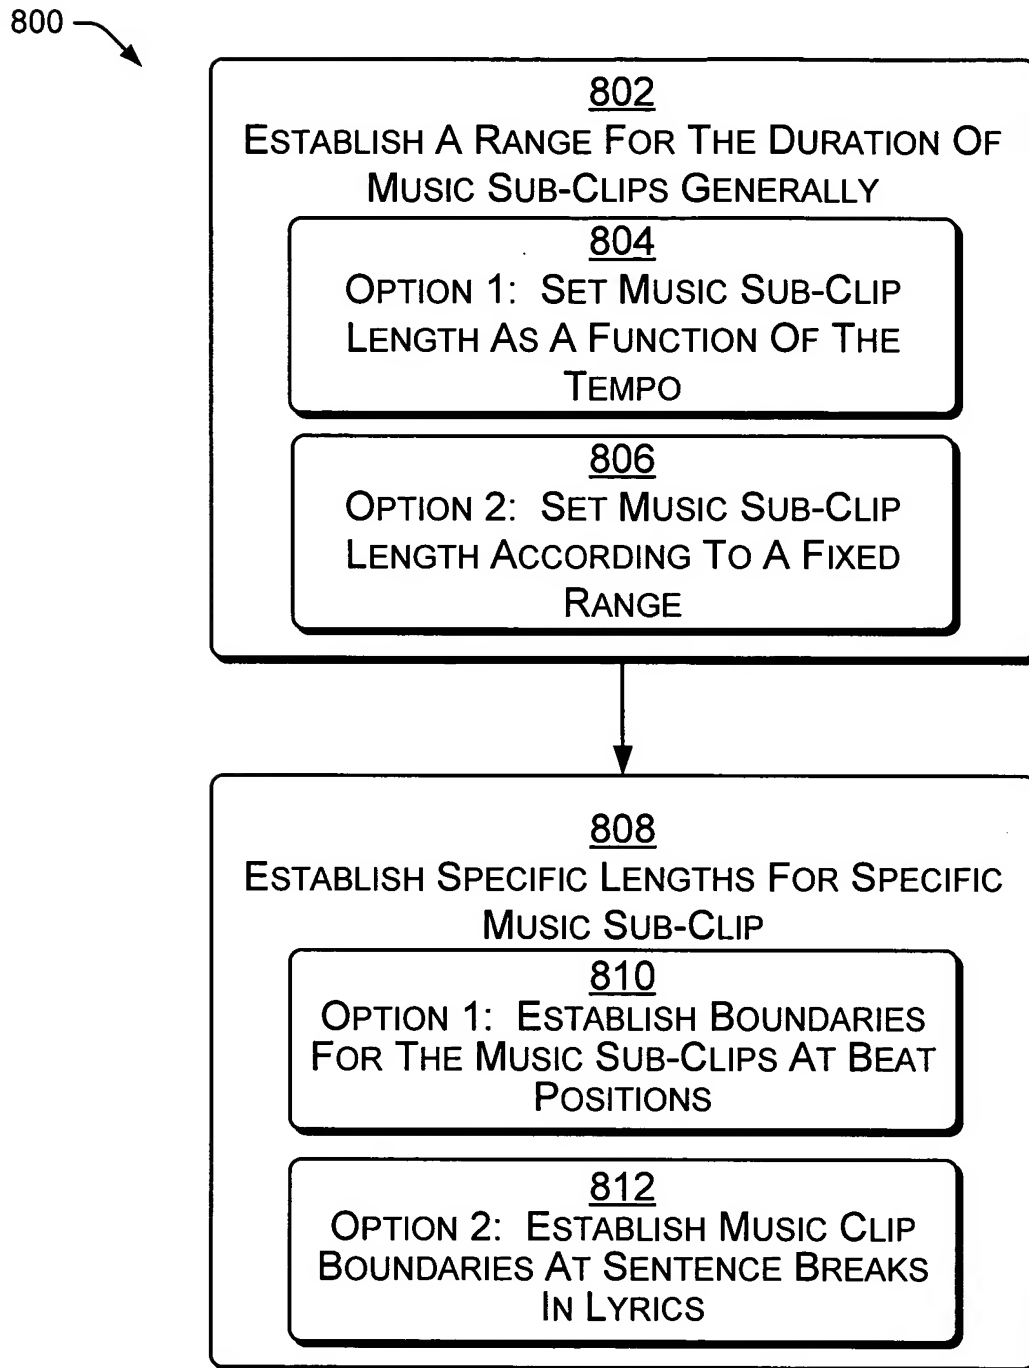 800
802
ESTABLISH A RANGE FOR THE DURATION OF
MUSIC SUB-CLIPS GENERALLY
804
OPTION 1: SET MUSIC SUB-CLIP
LENGTH AS A FUNCTION OF THE
TEMPO
806
OPTION 2: SET MUSIC SUB-CLIP
LENGTH ACCORDING TO A FIXED
RANGE
808
ESTABLISH SPECIFIC LENGTHS FOR SPECIFIC
MUSIC SUB-CLIP
810
OPTION 1: ESTABLISH BOUNDARIES
FOR THE MUSIC SUB-CLIPS AT BEAT
POSITIONS
812
OPTION 2: ESTABLISH MUSIC CLIP
BOUNDARIES AT SENTENCE BREAKS
IN LYRICS